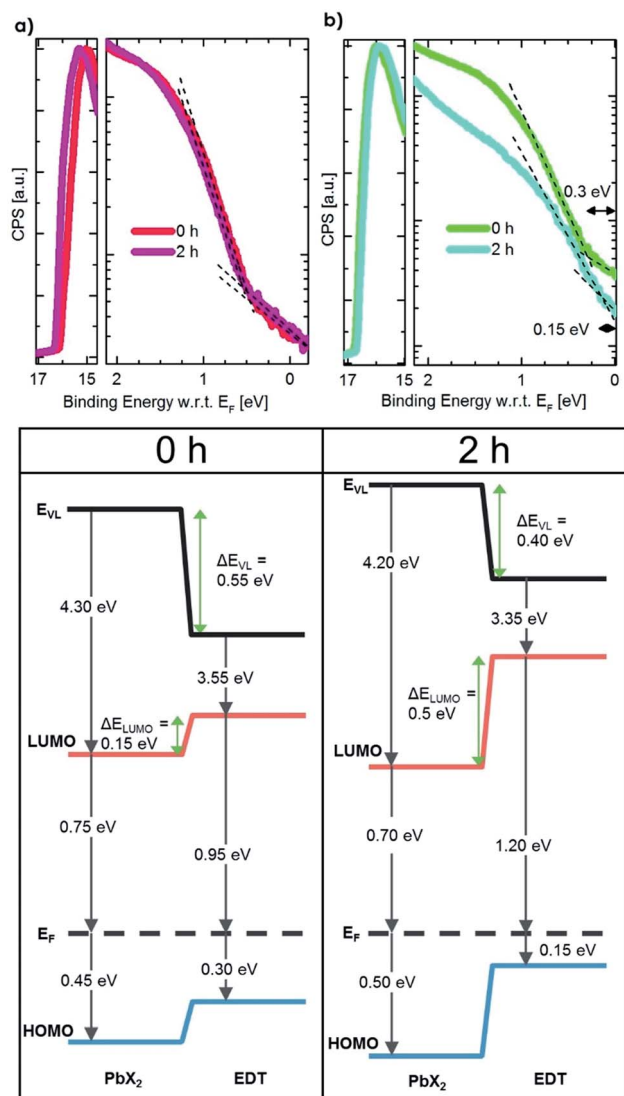 a)
b)
CPS [a.u.]
0 h
2 h
17 15 2 1 0
Binding Energy w.r.t. E_F [eV]
CPS [a.u.]
0 h
2 h
0.3 eV
0.15 eV
17 15 2 1 0
Binding Energy w.r.t. E_F [eV]
0 h
E_VL
ΔE_VL =
0.55 eV
4.30 eV
3.55 eV
ΔE_LUMO =
0.15 eV
LUMO
0.75 eV
0.95 eV
E_F
0.45 eV
0.30 eV
HOMO
PbX₂
EDT
2 h
E_VL
ΔE_VL =
0.40 eV
4.20 eV
3.35 eV
ΔE_LUMO =
0.5 eV
LUMO
0.70 eV
1.20 eV
E_F
0.15 eV
0.50 eV
HOMO
PbX₂
EDT